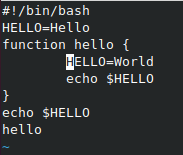 #!/bin/bash
HELLO=Hello
function hello {
        HELLO=World
        echo $HELLO
}
echo $HELLO
hello
~